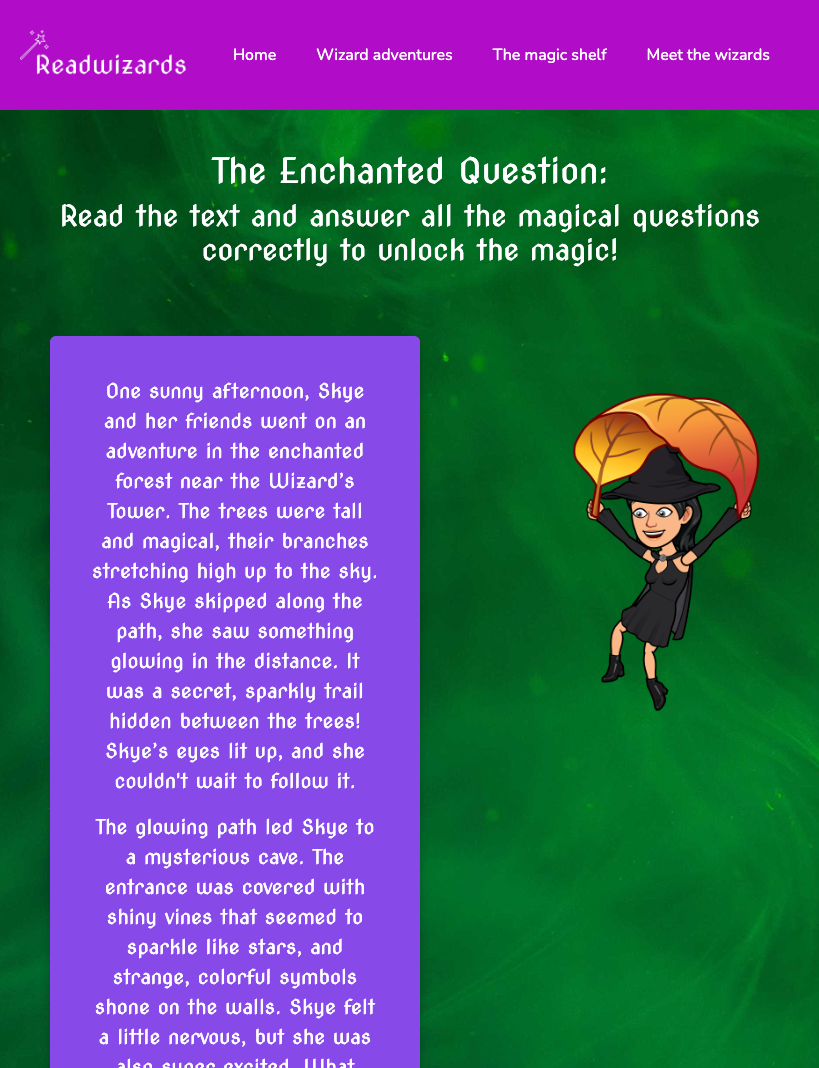 Readwizards
Home
Wizard adventures
The magic shelf
Meet the wizards
The Enchanted Question:
Read the text and answer all the magical questions
correctly to unlock the magic!
One sunny afternoon, Skye
and her friends went on an
adventure in the enchanted
forest near the Wizard’s
Tower. The trees were tall
and magical, their branches
stretching high up to the sky.
As Skye skipped along the
path, she saw something
glowing in the distance. It
was a secret, sparkly trail
hidden between the trees!
Skye’s eyes lit up, and she
couldn't wait to follow it.
The glowing path led Skye to
a mysterious cave. The
entrance was covered with
shiny vines that seemed to
sparkle like stars, and
strange, colorful symbols
shone on the walls. Skye felt
a little nervous, but she was
also super excited. What